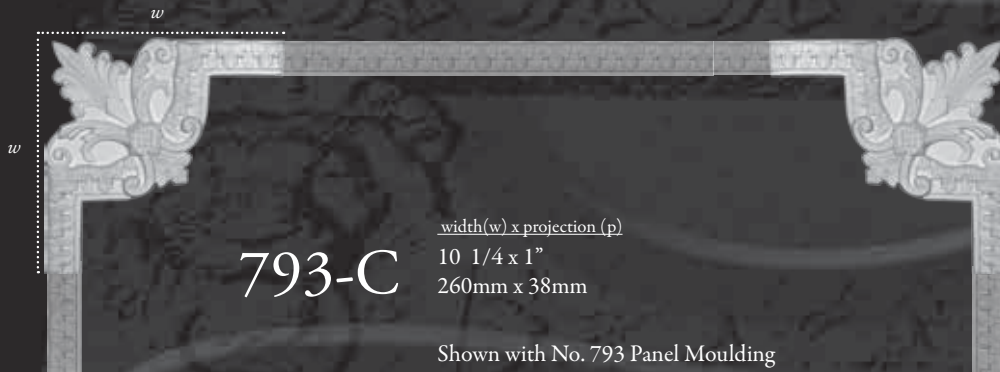 w
w
793-C
width(w) x projection (p)
10 1/4 x 1”
260mm x 38mm
Shown with No. 793 Panel Moulding